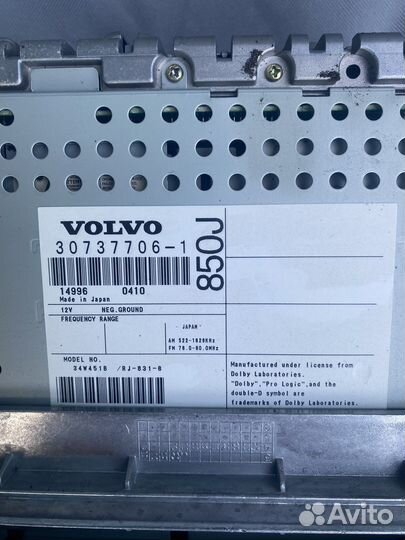 VOLVO
30737706-1
850J
14996 0410
Made in Japan
12V NEG.GROUND
FREQUENCY RANGE
JAPAN
AM 522-1629KHz
FM 76.0-90.0MHz
MODEL NO.
34W451B /RJ-831-6
Manufactured under license from
Dolby Laboratories.
"Dolby","Pro Logic",and the
double-D symbol are
trademarks of Dolby Laboratories.
Avito